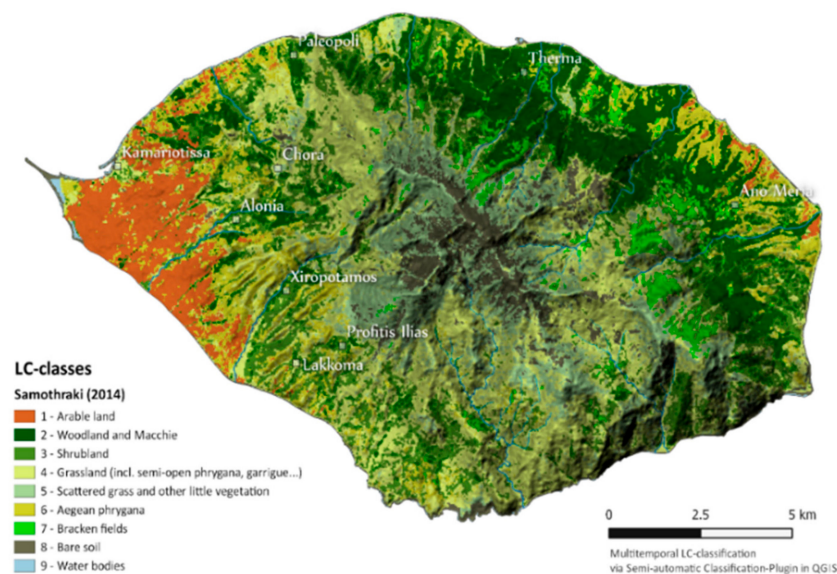 Paleopoli
Therma
Kamariotissa
Chora
Ano Meria
Alonia
Xiropotamos
Profitis Ilias
Lakkoma
LC-classes
Samothraki (2014)
1 - Arable land
2 - Woodland and Macchie
3 - Shrubland
4 - Grassland (incl. semi-open phrygana, garrigue...)
5 - Scattered grass and other little vegetation
6 - Aegean phrygana
7 - Bracken fields
8 - Bare soil
9 - Water bodies
0 2.5 5 km
Multitemporal LC-classification
via Semi-automatic Classification-Plugin in QGIS